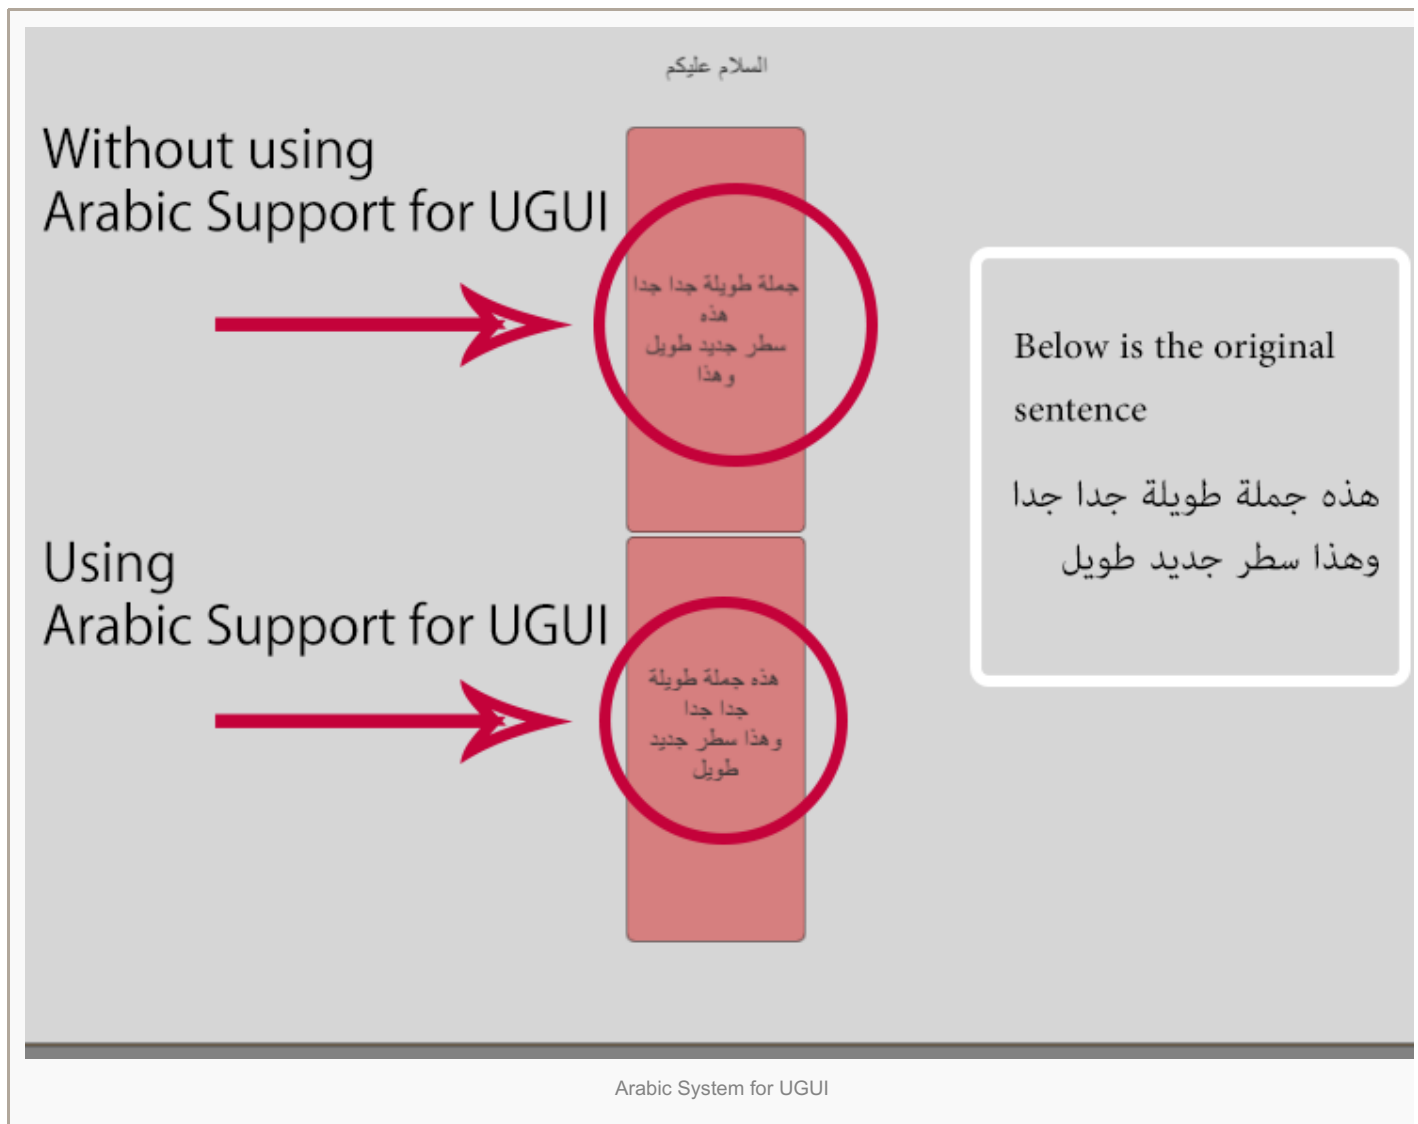 السلام عليكم
Without using
Arabic Support for UGUI
جملة طويلة جدا جدا
هذه
سطر جديد طويل
وهذا
Below is the original
sentence
هذه جملة طويلة جدا جدا
وهذا سطر جديد طويل
Using
Arabic Support for UGUI
هذه جملة طويلة
جدا جدا
وهذا سطر جديد
طويل
Arabic System for UGUI